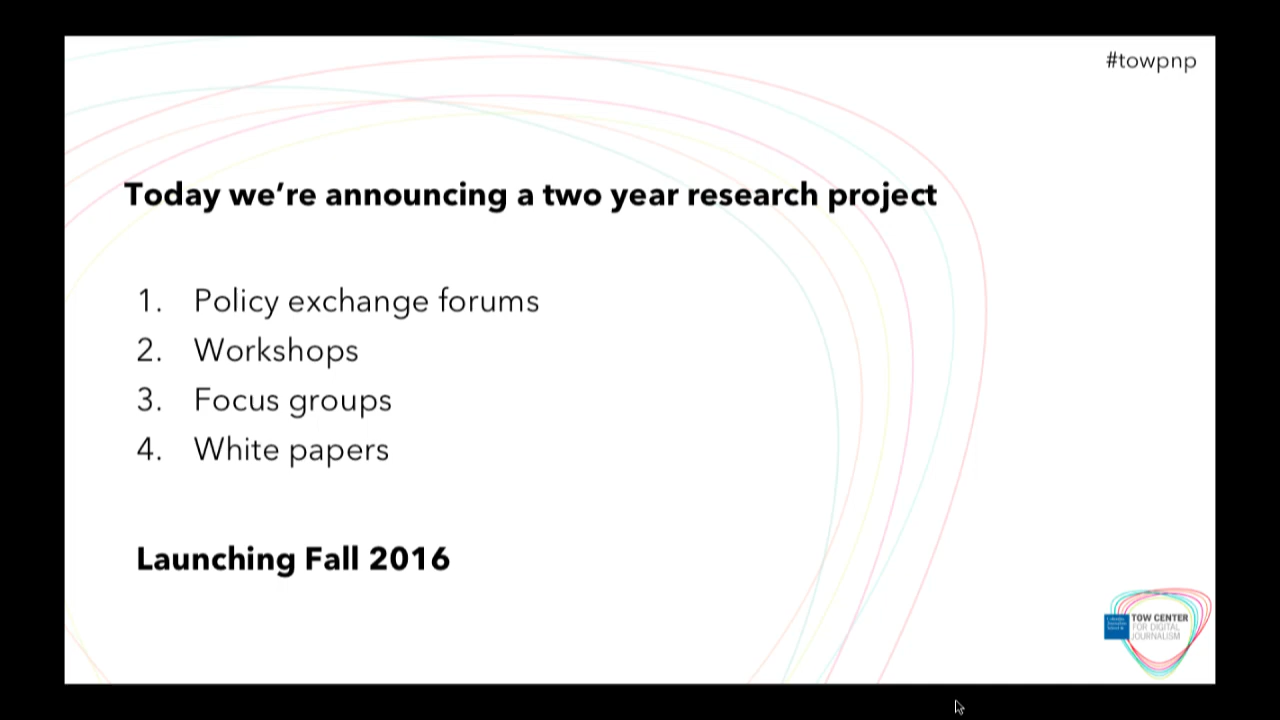 #towpnp
Today we’re announcing a two year research project
1. Policy exchange forums
2. Workshops
3. Focus groups
4. White papers
Launching Fall 2016
TOW CENTER
FOR DIGITAL
JOURNALISM